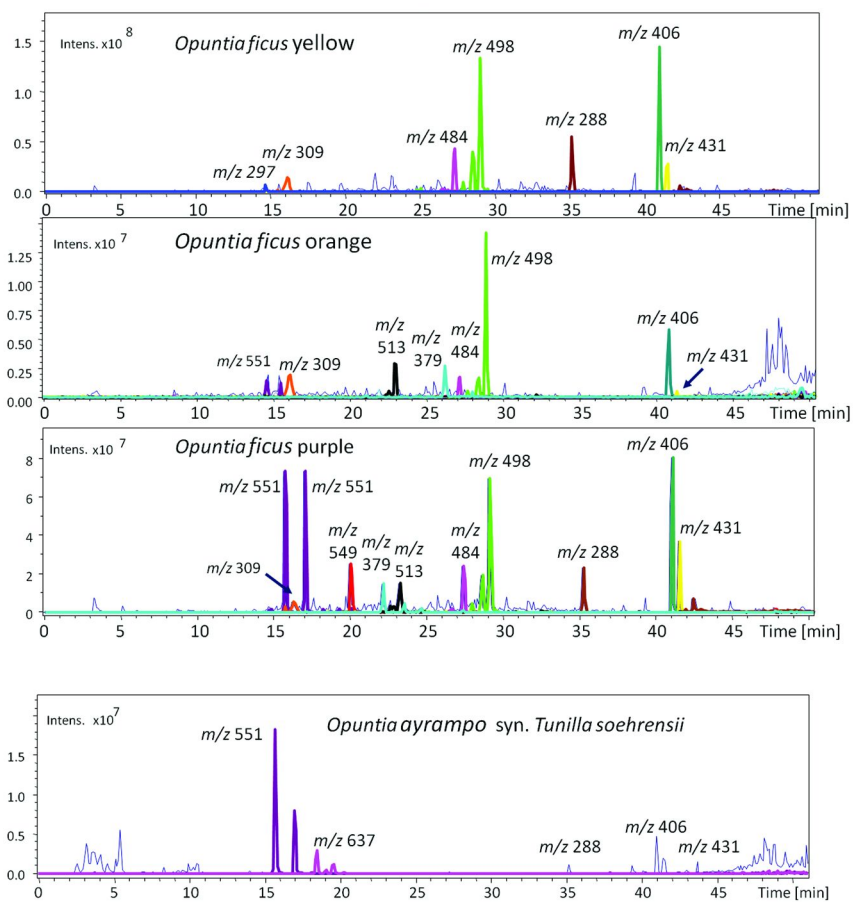 Intens. x10 8
Opuntia ficus yellow
m/z 498
m/z 406
m/z 484
m/z 288
m/z 309
m/z 431
m/z 297
1.5
1.0
0.5
0.0
0 5 10 15 20 25 30 35 40 45 Time [min]
Intens. x10 7
Opuntia ficus orange
m/z 498
m/z 551
m/z 309
m/z
513
m/z
379
m/z
484
m/z 406
m/z 431
1.25
1.00
0.75
0.50
0.25
0.00
0 5 10 15 20 25 30 35 40 45 Time [min]
Intens. x10 7
Opuntia ficus purple
m/z 498
m/z 406
m/z 551
m/z 551
m/z 309
m/z
549
m/z
379
m/z
513
m/z
484
m/z 288
m/z 431
8
6
4
2
0
0 5 10 15 20 25 30 35 40 45 Time [min]
Intens. x10 7
Opuntia ayrampo syn. Tunilla soehrensii
m/z 551
m/z 637
m/z 288
m/z 406
m/z 431
1.5
1.0
0.5
0.0
0 5 10 15 20 25 30 35 40 45 Time [min]